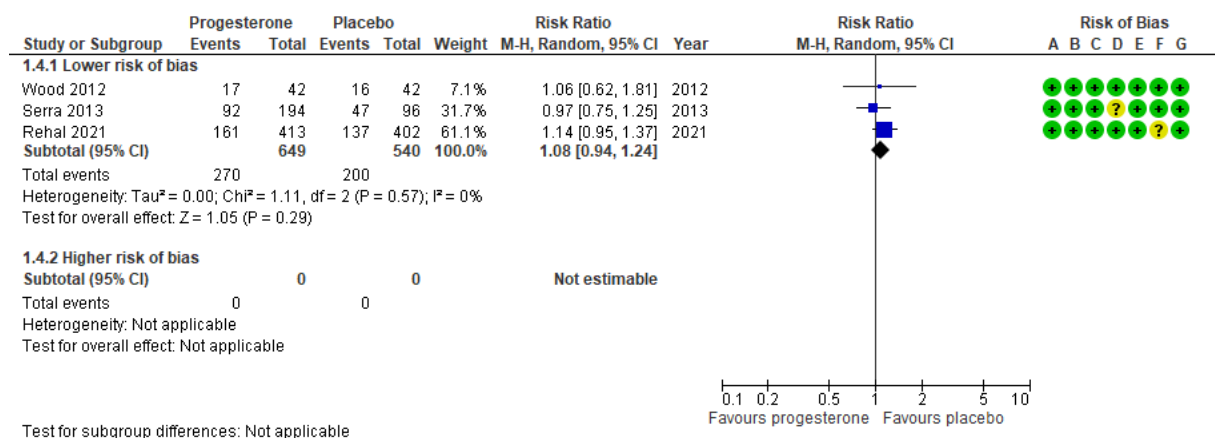 Progesterone Placebo Risk Ratio Risk Ratio Risk of Bias
Study or Subgroup Events Total Events Total Weight M-H, Random, 95% CI Year M-H, Random, 95% CI A B C D E F G
1.4.1 Lower risk of bias
Wood 2012 17 42 16 42 7.1% 1.06 [0.62, 1.81] 2012 + + + + + + +
Serra 2013 92 194 47 96 31.7% 0.97 [0.75, 1.25] 2013 + + + ? + + +
Rehal 2021 161 413 137 402 61.1% 1.14 [0.95, 1.37] 2021 + + + + + ? +
Subtotal (95% CI) 649 540 100.0% 1.08 [0.94, 1.24]
Total events 270 200
Heterogeneity: Tau² = 0.00; Chi² = 1.11, df = 2 (P = 0.57); I² = 0%
Test for overall effect: Z = 1.05 (P = 0.29)
1.4.2 Higher risk of bias
Subtotal (95% CI) 0 0 Not estimable
Total events 0 0
Heterogeneity: Not applicable
Test for overall effect: Not applicable
0.1 0.2 0.5 1 2 5 10
Favours progesterone Favours placebo
Test for subgroup differences: Not applicable